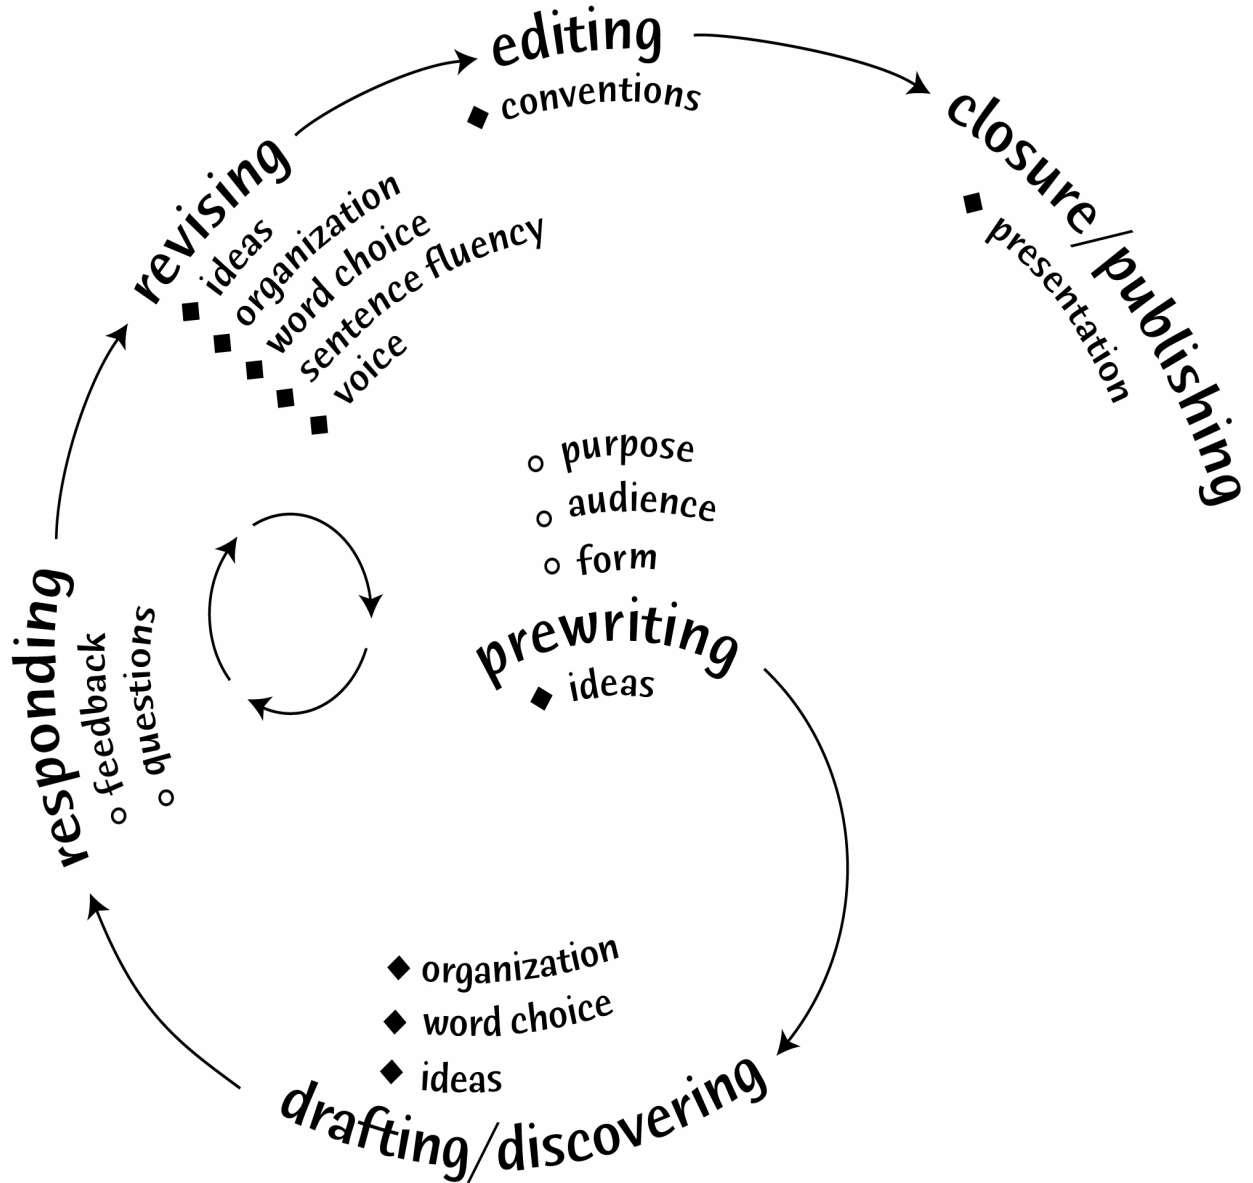 editing
conventions
closure/publishing
presentation
revising
ideas
organization
word choice
sentence fluency
voice
purpose
audience
form
prewriting
ideas
responding
feedback
questions
organization
word choice
ideas
drafting/discovering